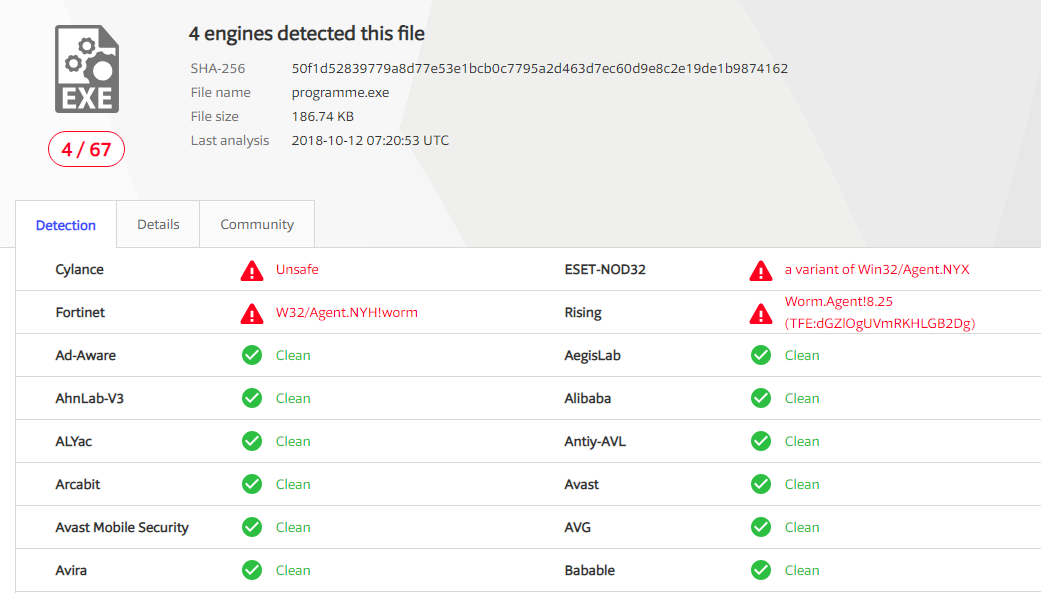 4 engines detected this file
SHA-256 50f1d52839779a8d77e53e1bcb0c7795a2d463d7ec60d9e8c2e19de1b9874162
File name programme.exe
File size 186.74 KB
Last analysis 2018-10-12 07:20:53 UTC
EXE
4 / 67
Detection Details Community
Cylance Unsafe ESET-NOD32 a variant of Win32/Agent.NYX
Fortinet W32/Agent.NYH!worm Rising Worm.Agent!8.25
(TFE:dGZlOgUVmRKHLGB2Dg)
Ad-Aware Clean AegisLab Clean
AhnLab-V3 Clean Alibaba Clean
ALYac Clean Antiy-AVL Clean
Arcabit Clean Avast Clean
Avast Mobile Security Clean AVG Clean
Avira Clean Babable Clean